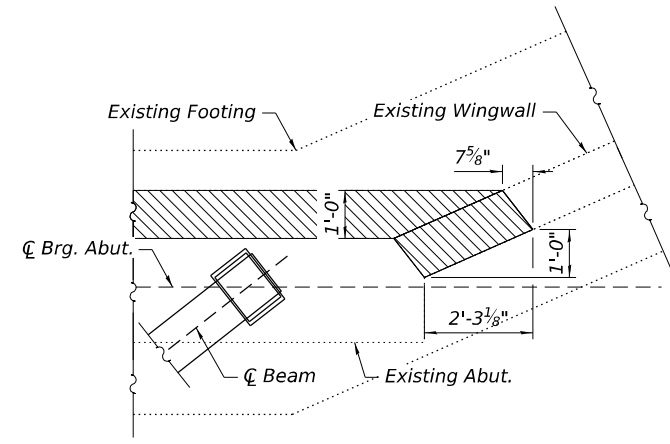 Existing Footing
Existing Wingwall
7⅝"
1'-0"
℄ Brg. Abut.
1'-0"
2'-3⅛"
℄ Beam
Existing Abut.